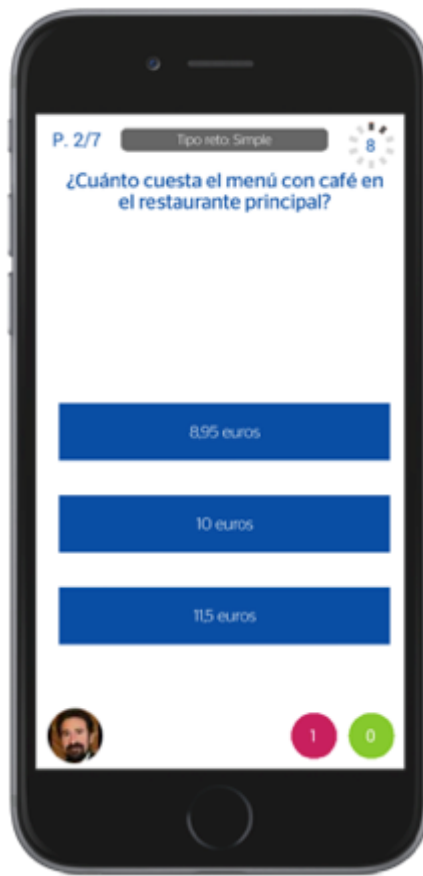 P. 2/7
Tipo reto: Simple
8
¿Cuánto cuesta el menú con café en
el restaurante principal?
8,95 euros
10 euros
11,5 euros
1
0